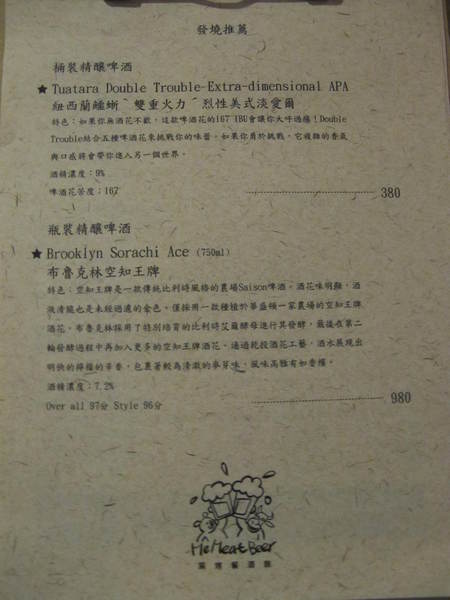 發燒推薦
桶裝精釀啤酒
★ Tuatara Double Trouble-Extra-dimensional APA
紐西蘭鱷蜥^雙重火力^烈性美式淡愛爾
特色：如果你無酒花不歡，這款啤酒花的167 IBU會讓你大呼過癮！Double
Trouble結合五種啤酒花來挑戰你的味蕾。如果你勇於挑戰，它複雜的香氣
與口感將會帶你進入另一個世界。
酒精濃度：9%
啤酒花苦度：167
380
瓶裝精釀啤酒
★ Brooklyn Sorachi Ace (750ml)
布魯克林空知王牌
特色：空知王牌是一款傳統比利時風格的農場Saison啤酒。酒花味明顯，酒
液清澈也是未經過濾的金色。僅採用一款種植於華盛頓一家農場的空知王牌
酒花。布魯克林採用了特別培育的比利時艾爾酵母進行其發酵，最後在第二
輪發酵過程中再加入更多的空知王牌酒花。通過乾投酒花工藝，酒水展現出
明快的檸檬的辛香，包裹著較為清澈的麥芽味，風味高雅有如香檳。
酒精濃度：7.2%
Over all 97分 Style 96分
980
MeMeat Beer
餐酒館